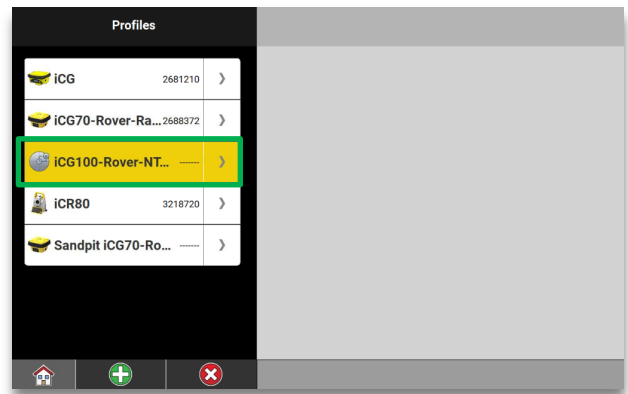 Profiles
iCG 2681210
iCG70-Rover-Ra... 2688372
iCG100-Rover-NT... -------
iCR80 3218720
Sandpit iCG70-Ro... -------